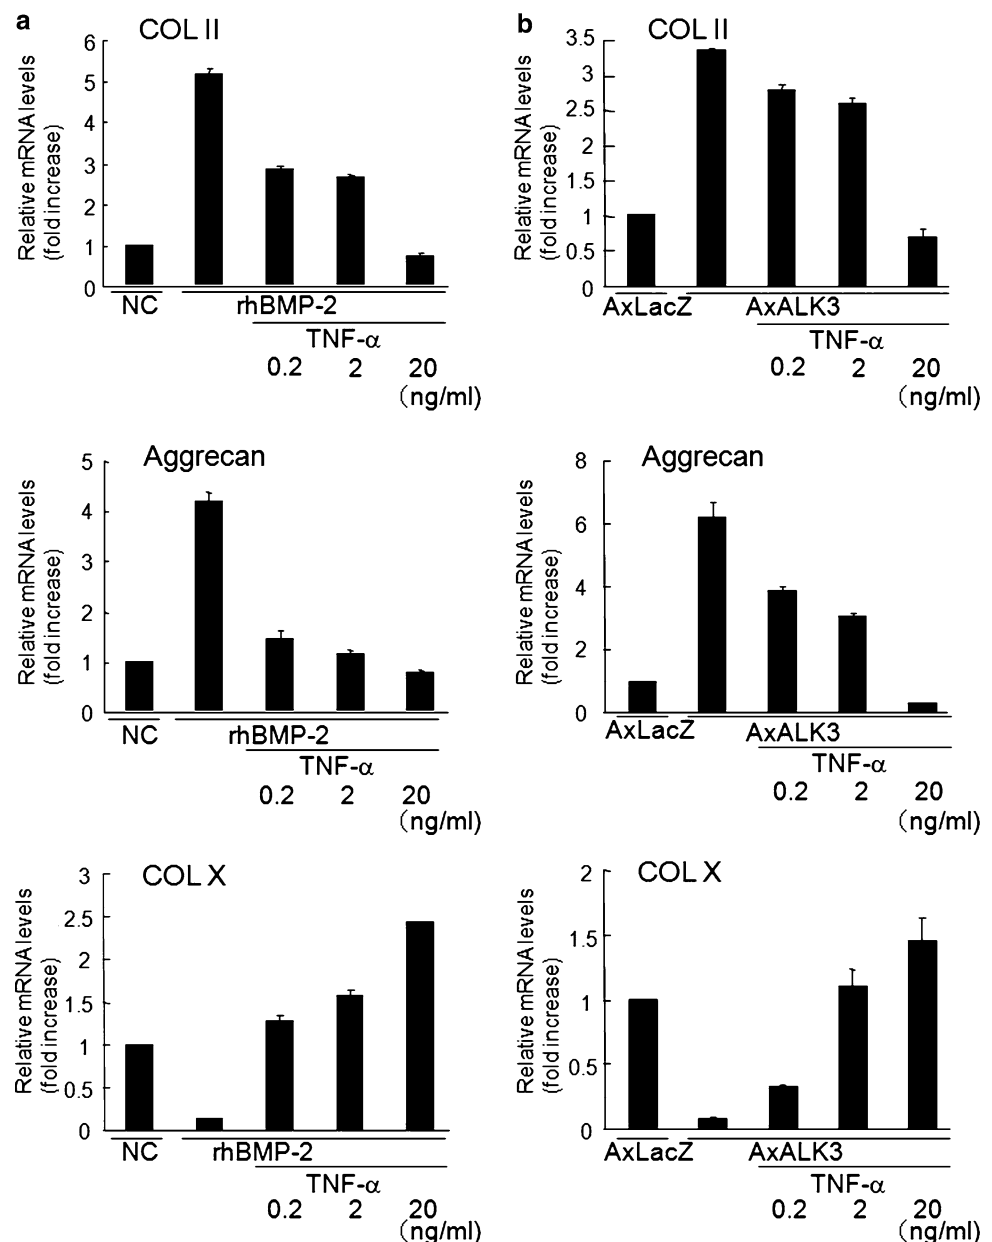 a
COL II
Relative mRNA levels
(fold increase)
6
5
4
3
2
1
0
NC
rhBMP-2
TNF-α
0.2 2 20
(ng/ml)
b
COL II
Relative mRNA levels
(fold increase)
3.5
3
2.5
2
1.5
1
0.5
0
AxLacZ
AxALK3
TNF-α
0.2 2 20
(ng/ml)
Aggrecan
Relative mRNA levels
(fold increase)
5
4
3
2
1
0
NC
rhBMP-2
TNF-α
0.2 2 20
(ng/ml)
Aggrecan
Relative mRNA levels
(fold increase)
8
6
4
2
0
AxLacZ
AxALK3
TNF-α
0.2 2 20
(ng/ml)
COL X
Relative mRNA levels
(fold increase)
3
2.5
2
1.5
1
0.5
0
NC
rhBMP-2
TNF-α
0.2 2 20
(ng/ml)
COL X
Relative mRNA levels
(fold increase)
2
1.5
1
0.5
0
AxLacZ
AxALK3
TNF-α
0.2 2 20
(ng/ml)